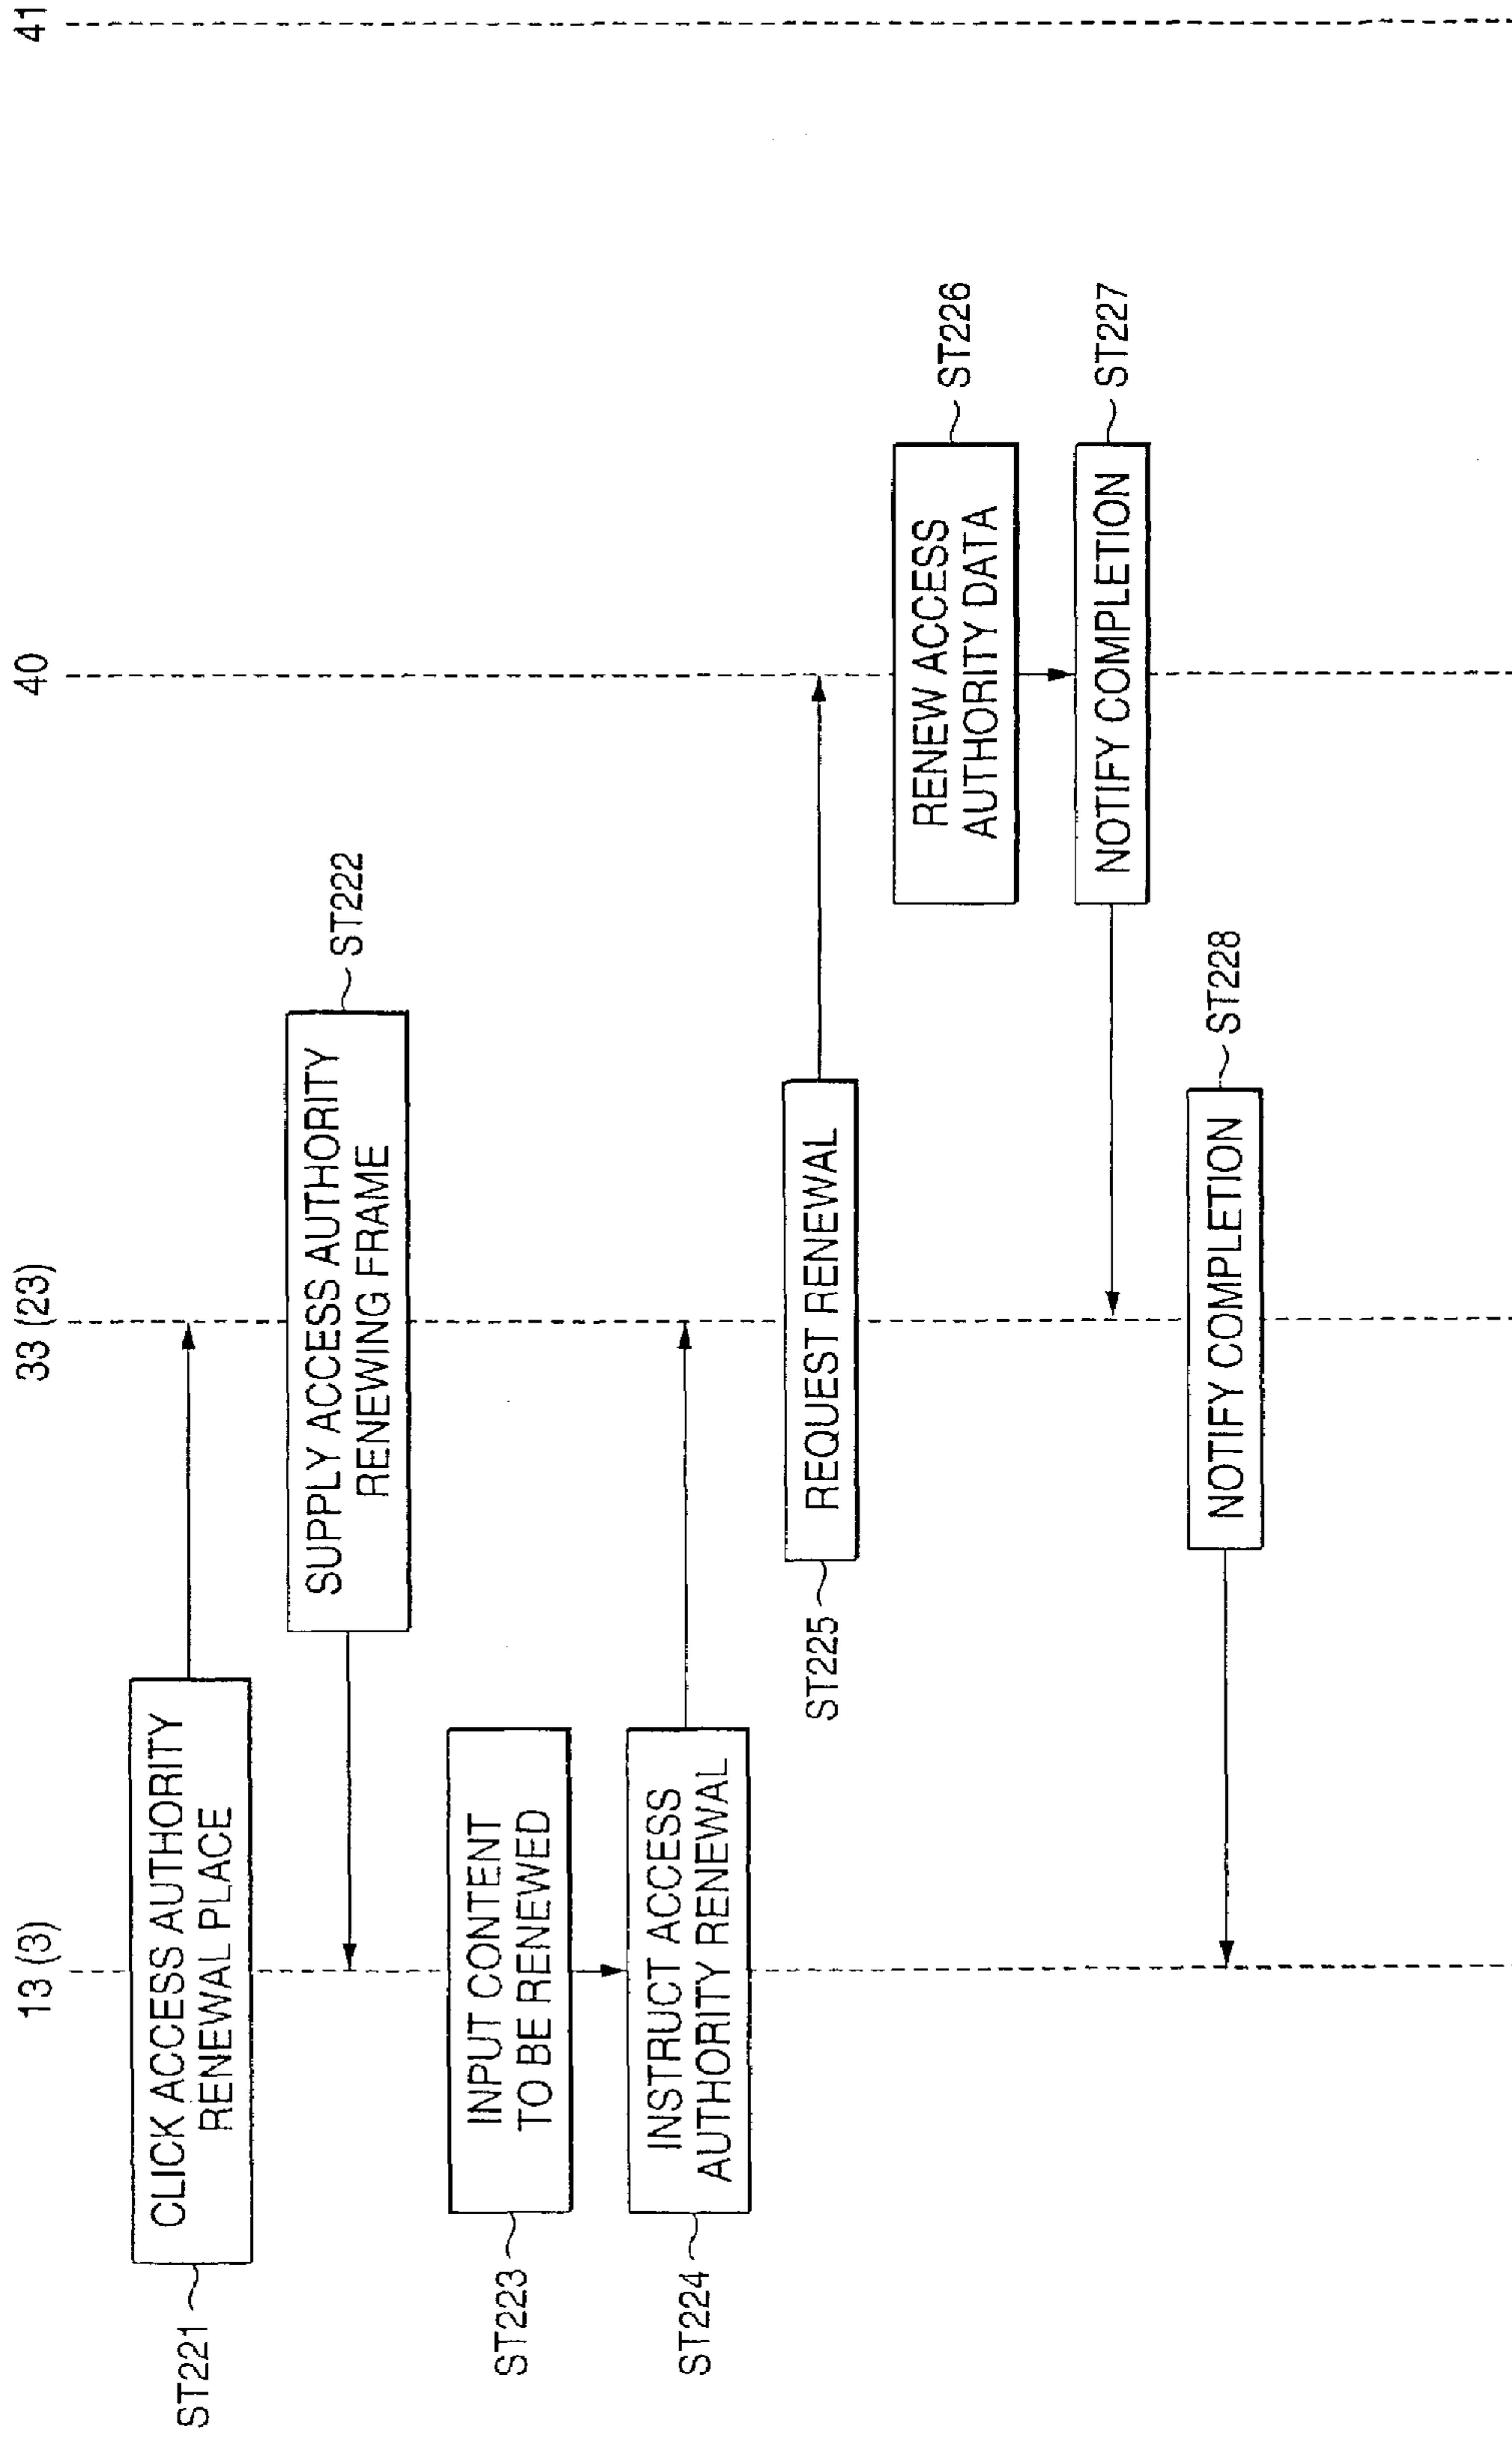 13 (3)
33 (23)
40
41
ST221
CLICK ACCESS AUTHORITY
RENEWAL PLACE
SUPPLY ACCESS AUTHORITY
RENEWING FRAME
ST222
ST223
INPUT CONTENT
TO BE RENEWED
ST224
INSTRUCT ACCESS
AUTHORITY RENEWAL
ST225
REQUEST RENEWAL
RENEW ACCESS
AUTHORITY DATA
ST226
NOTIFY COMPLETION
ST227
NOTIFY COMPLETION
ST228